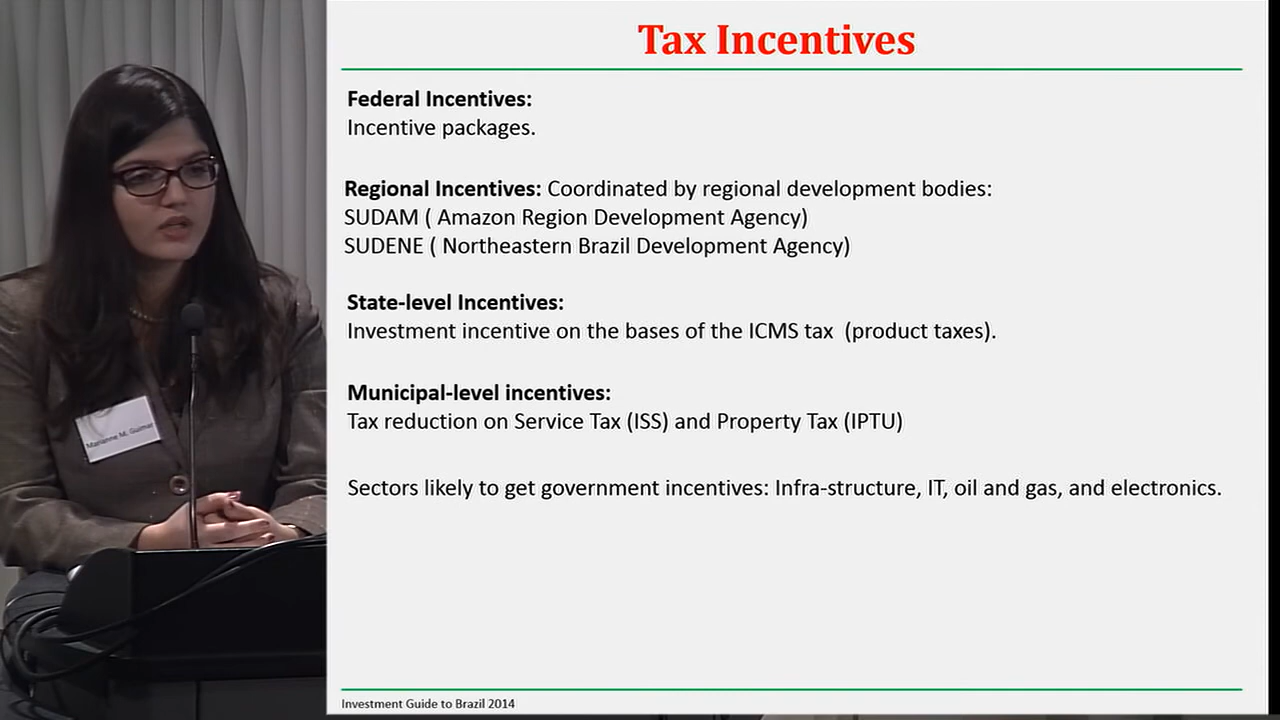 Tax Incentives
Federal Incentives:
Incentive packages.
Regional Incentives: Coordinated by regional development bodies:
SUDAM ( Amazon Region Development Agency)
SUDENE ( Northeastern Brazil Development Agency)
State-level Incentives:
Investment incentive on the bases of the ICMS tax  (product taxes).
Municipal-level incentives:
Tax reduction on Service Tax (ISS) and Property Tax (IPTU)
Sectors likely to get government incentives: Infra-structure, IT, oil and gas, and electronics.
Investment Guide to Brazil 2014
Marianne M.